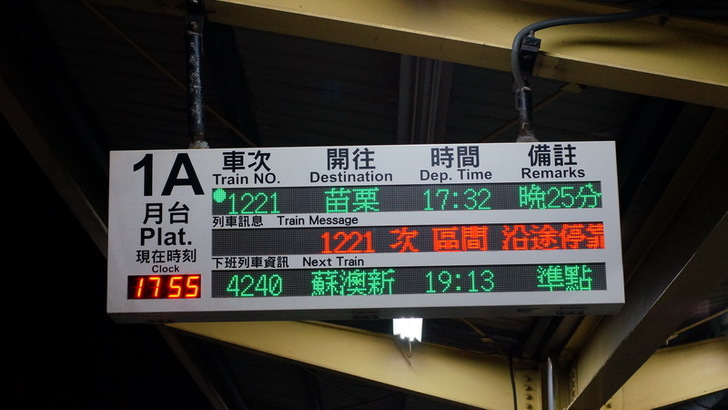 1A 車次 開往 時間 備註
Train NO. Destination Dep. Time Remarks
月台 1221 苗栗 17:32 晚25分
Plat. 列車訊息 Train Message
現在時刻 1221 次 區間 沿途停靠
Clock 下班列車資訊 Next Train
17 55 4240 蘇澳新 19:13 準點